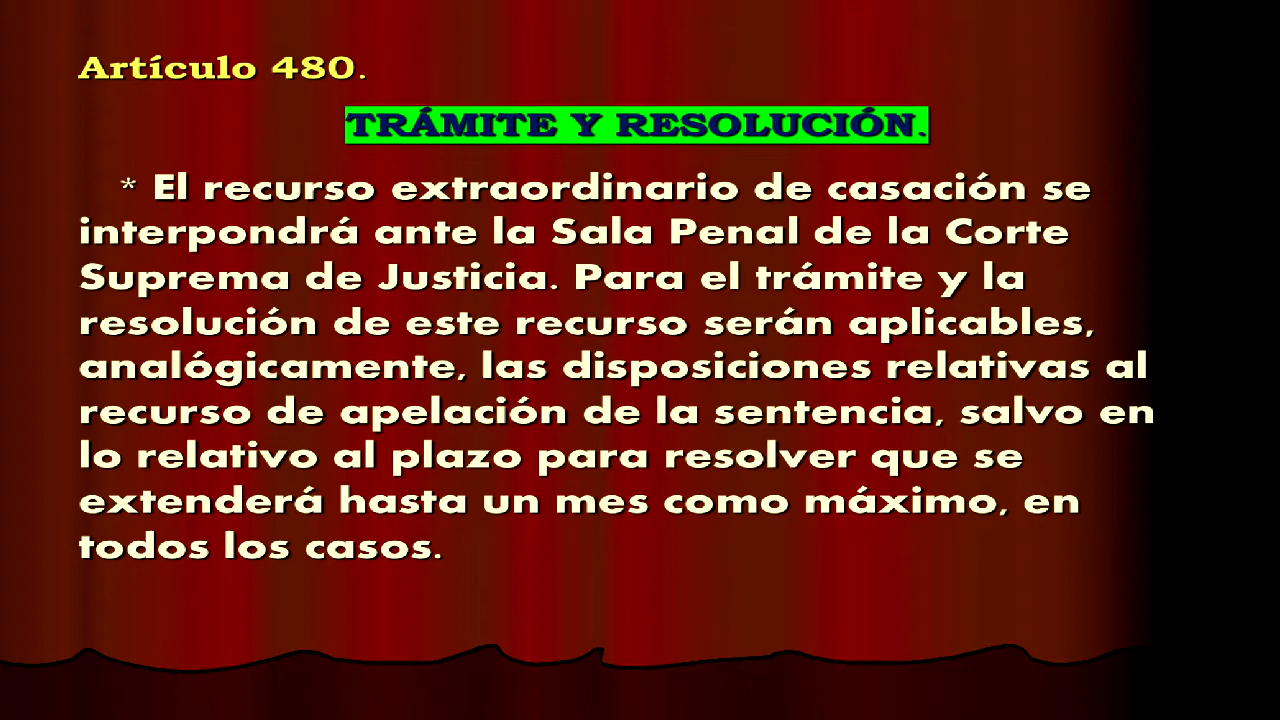 Artículo 480.
TRÁMITE Y RESOLUCIÓN.
* El recurso extraordinario de casación se
interpondrá ante la Sala Penal de la Corte
Suprema de Justicia. Para el trámite y la
resolución de este recurso serán aplicables,
analógicamente, las disposiciones relativas al
recurso de apelación de la sentencia, salvo en
lo relativo al plazo para resolver que se
extenderá hasta un mes como máximo, en
todos los casos.